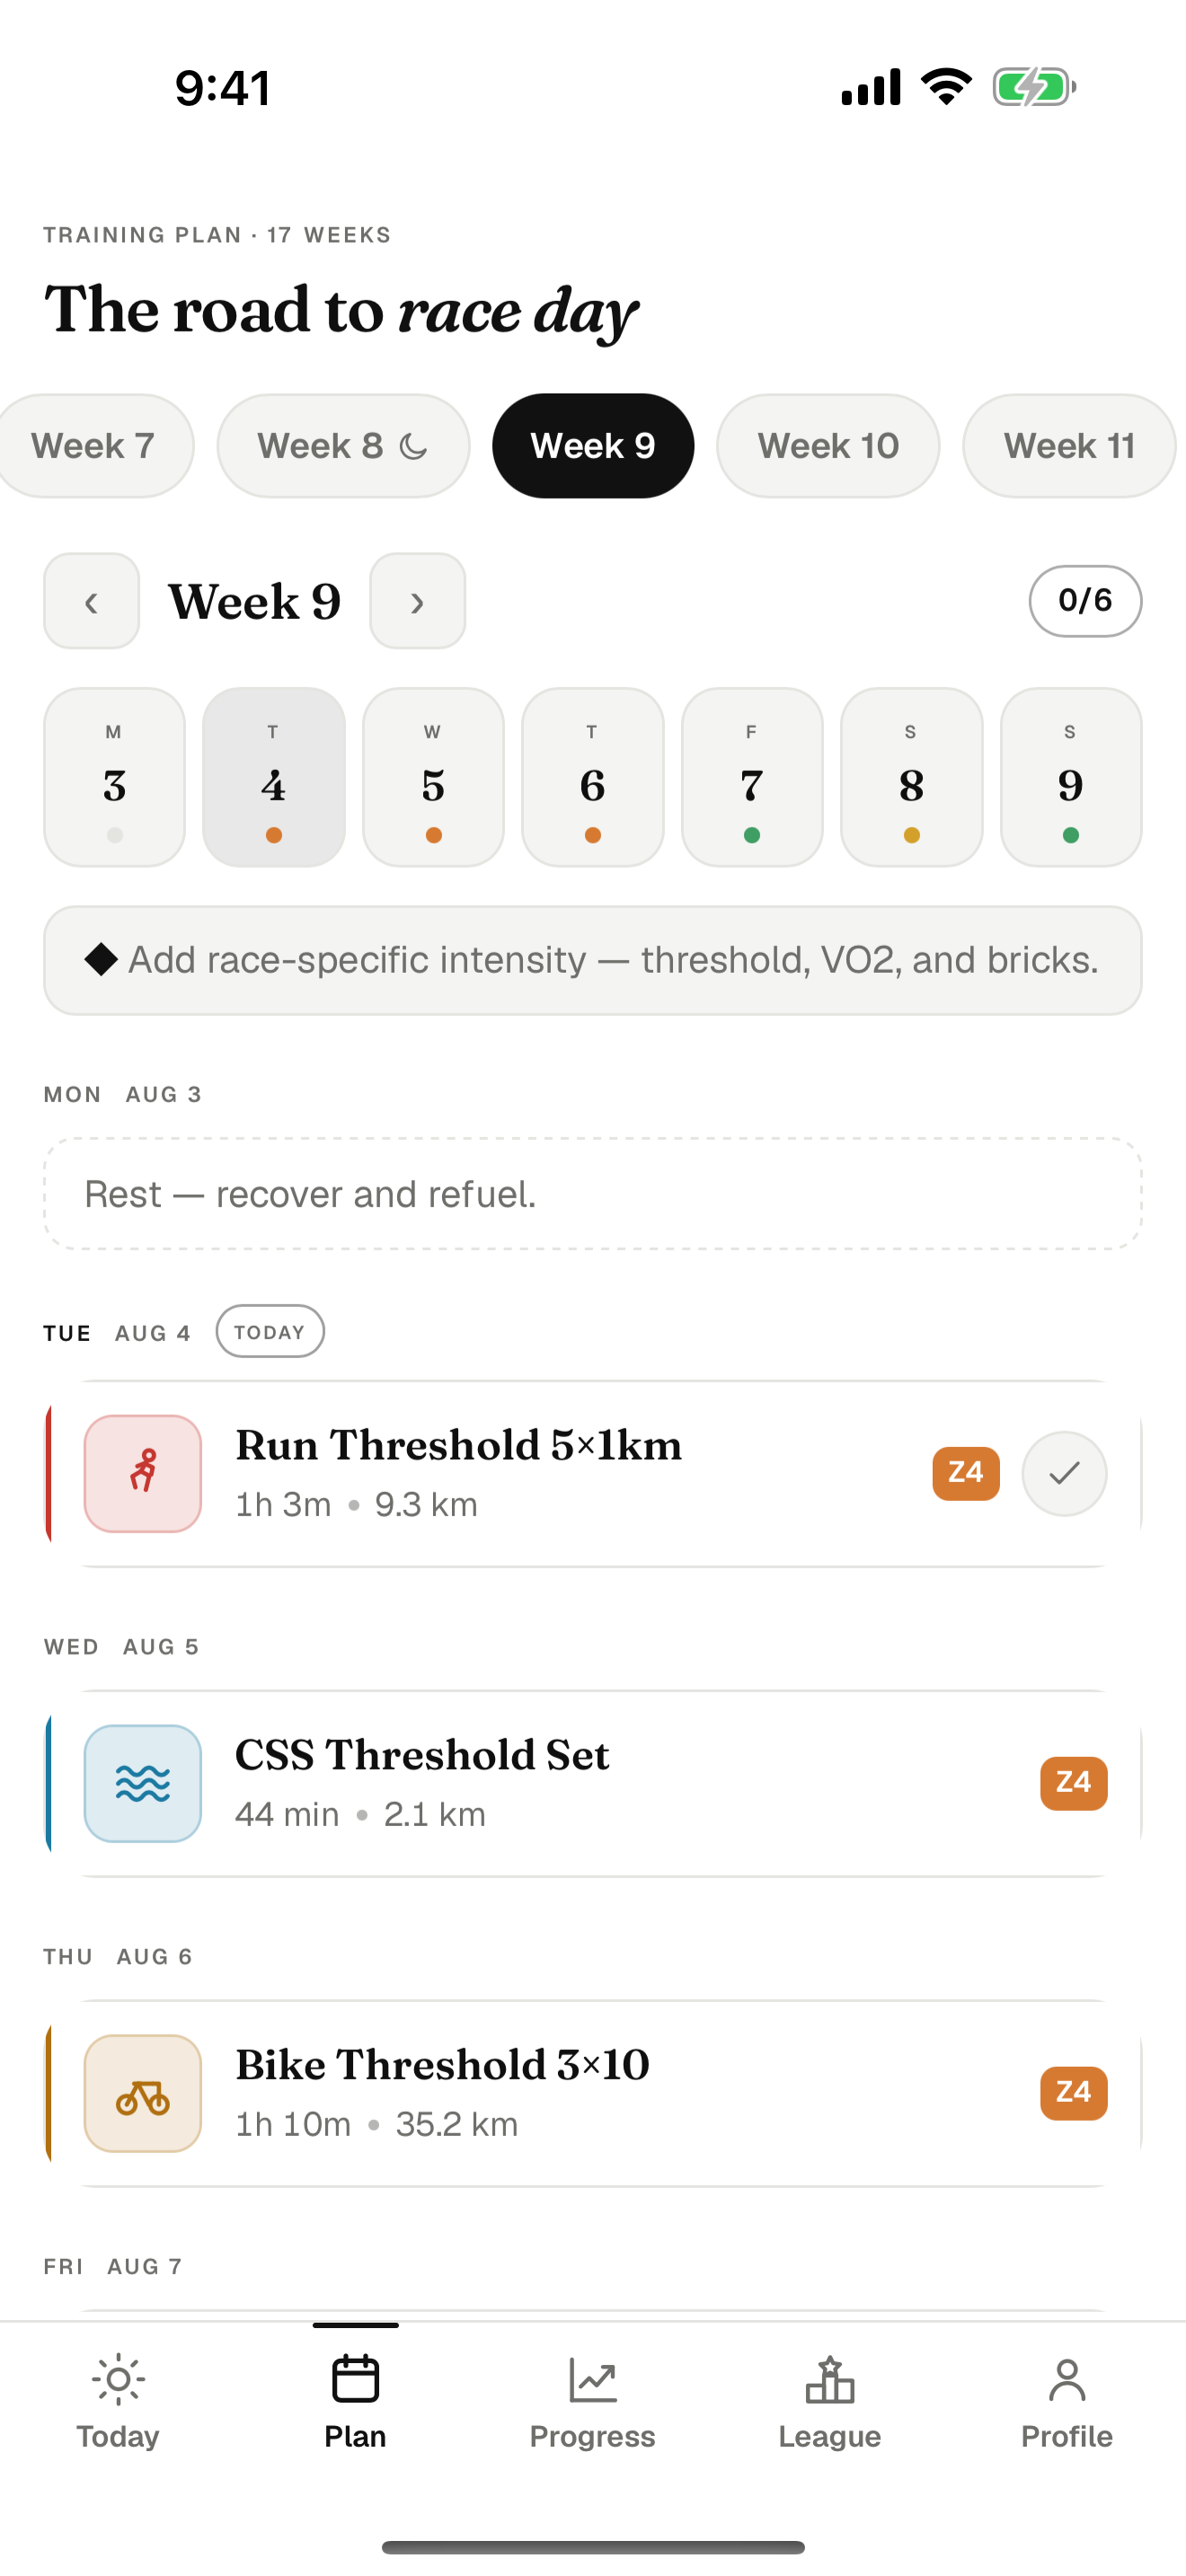 9:41
TRAINING PLAN · 17 WEEKS
The road to race day
Week 7
Week 8
Week 9
Week 10
Week 11
‹ Week 9 ›
0/6
M T W T F S S
3 4 5 6 7 8 9
◆ Add race-specific intensity — threshold, VO2, and bricks.
MON AUG 3
Rest — recover and refuel.
TUE AUG 4 TODAY
Run Threshold 5×1km
1h 3m • 9.3 km
Z4
WED AUG 5
CSS Threshold Set
44 min • 2.1 km
Z4
THU AUG 6
Bike Threshold 3×10
1h 10m • 35.2 km
Z4
FRI AUG 7
Today
Plan
Progress
League
Profile